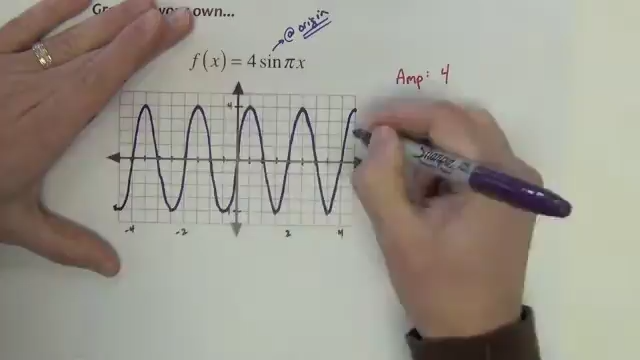 @ origin
f(x) = 4 sin πx
Amp: 4
4
-4 -2 2 4
Sharpie